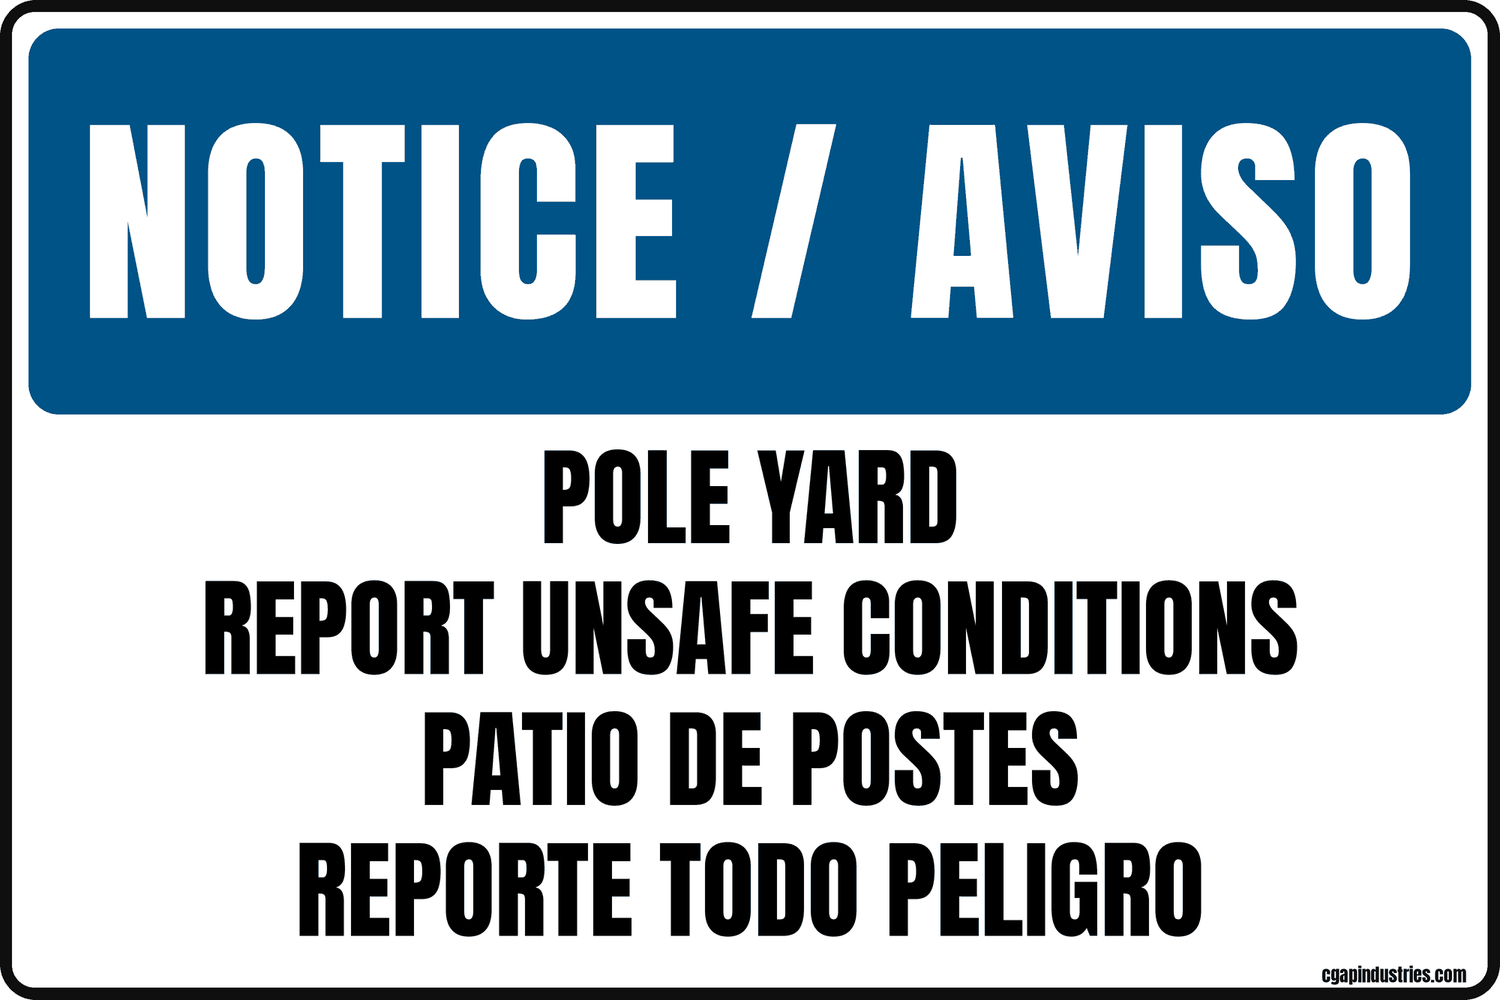 NOTICE / AVISO
POLE YARD
REPORT UNSAFE CONDITIONS
PATIO DE POSTES
REPORTE TODO PELIGRO
cgapindustries.com